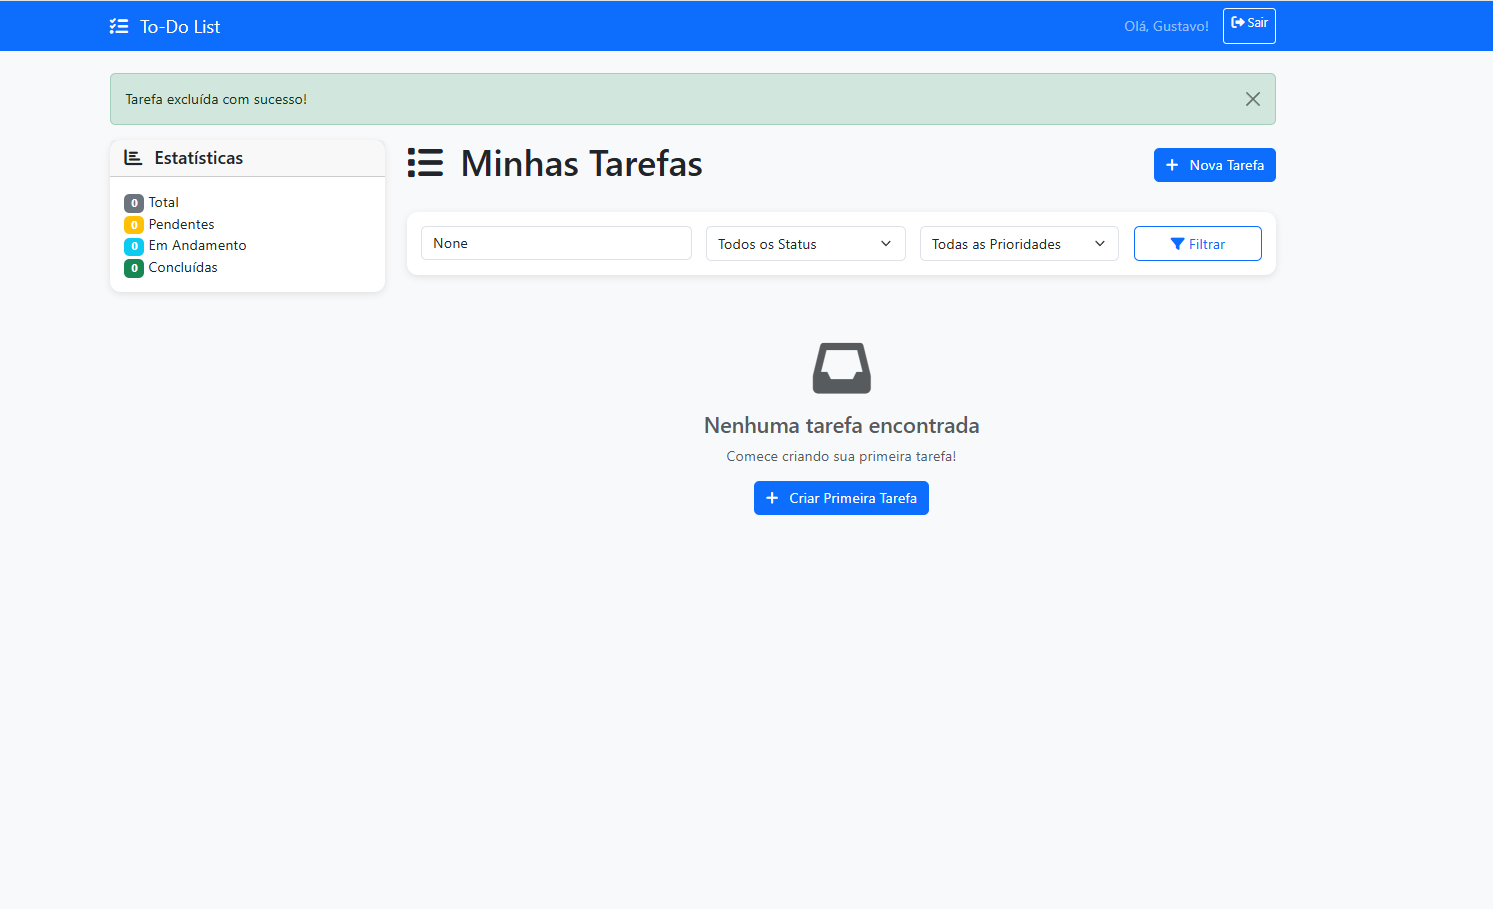 To-Do List
Olá, Gustavo!
Sair
Tarefa excluída com sucesso!
Estatísticas
0 Total
0 Pendentes
0 Em Andamento
0 Concluídas
Minhas Tarefas
Nova Tarefa
None
Todos os Status
Todas as Prioridades
Filtrar
Nenhuma tarefa encontrada
Comece criando sua primeira tarefa!
Criar Primeira Tarefa